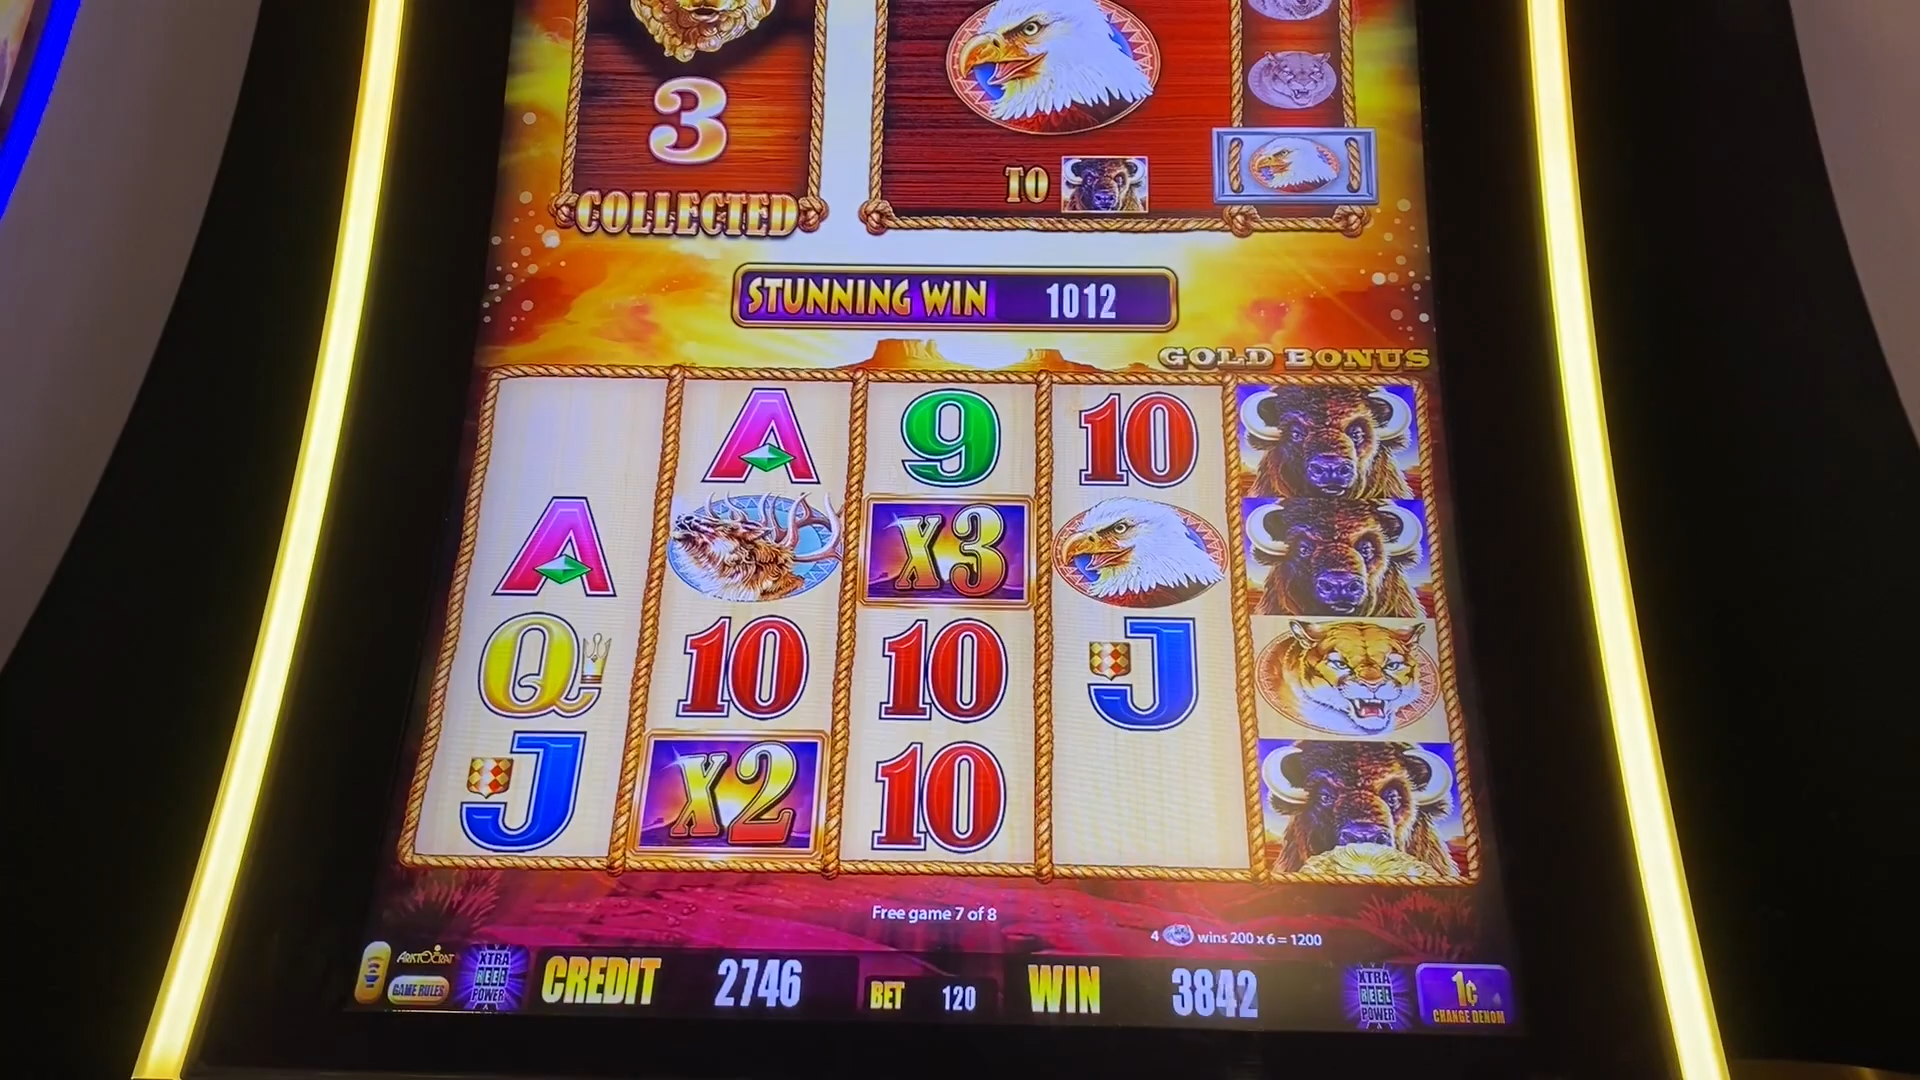 3
COLLECTED
TO
STUNNING WIN 1012
GOLD BONUS
A 9 10
A X3
Q 10 10 J
J X2 10
Free game 7 of 8
4 wins 200 x 6 = 1200
ARISTOCRAT
GAME RULES
XTRA
REEL
POWER
CREDIT 2746
BET 120
WIN 3842
XTRA
REEL
POWER
1¢
CHANGE DENOM